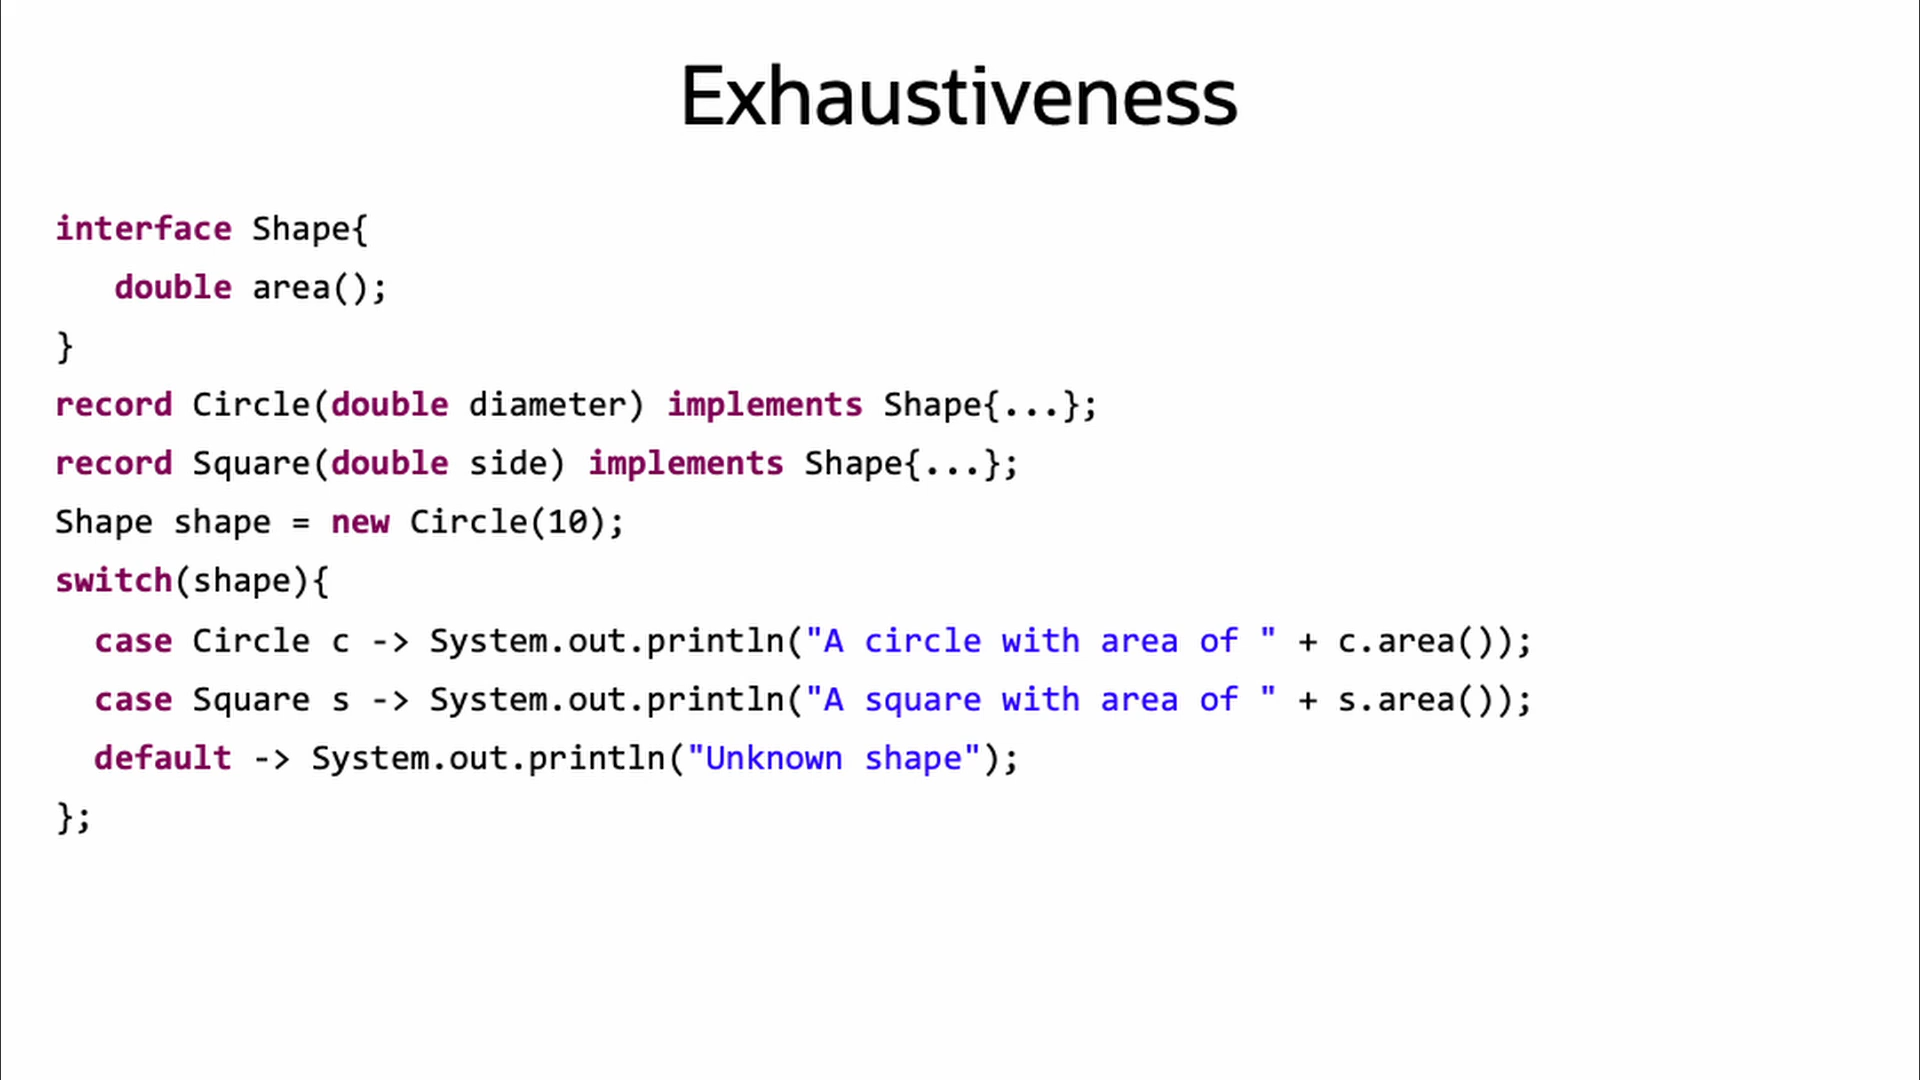 Exhaustiveness
interface Shape{
   double area();
}
record Circle(double diameter) implements Shape{...};
record Square(double side) implements Shape{...};
Shape shape = new Circle(10);
switch(shape){
  case Circle c -> System.out.println("A circle with area of " + c.area());
  case Square s -> System.out.println("A square with area of " + s.area());
  default -> System.out.println("Unknown shape");
};